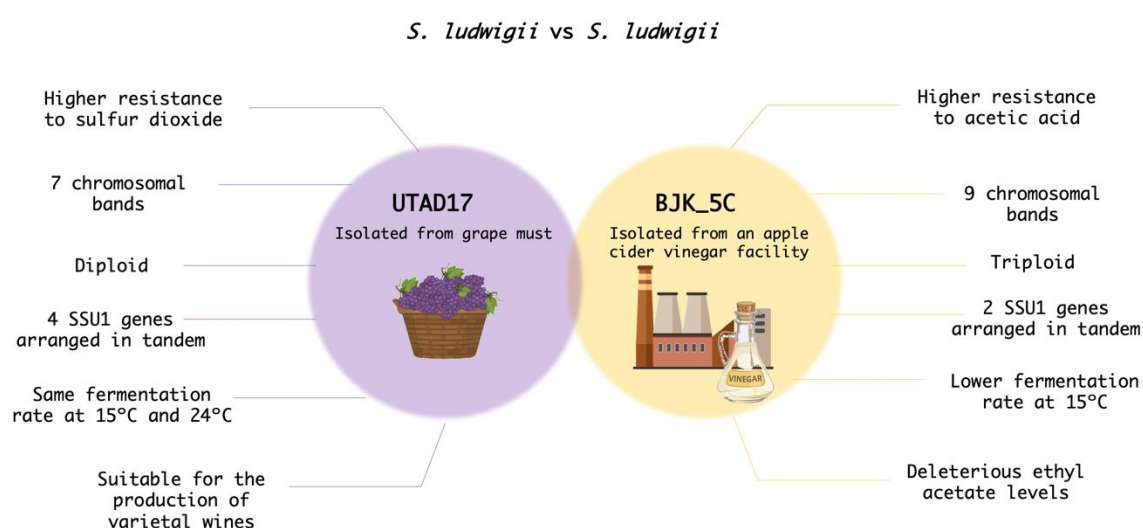 S. ludwigii vs S. ludwigii
Higher resistance
to sulfur dioxide
7 chromosomal
bands
Diploid
4 SSU1 genes
arranged in tandem
Same fermentation
rate at 15ºC and 24ºC
Suitable for the
production of
varietal wines
UTAD17
Isolated from grape must
BJK_5C
Isolated from an apple
cider vinegar facility
VINEGAR
Higher resistance
to acetic acid
9 chromosomal
bands
Triploid
2 SSU1 genes
arranged in tandem
Lower fermentation
rate at 15ºC
Deleterious ethyl
acetate levels